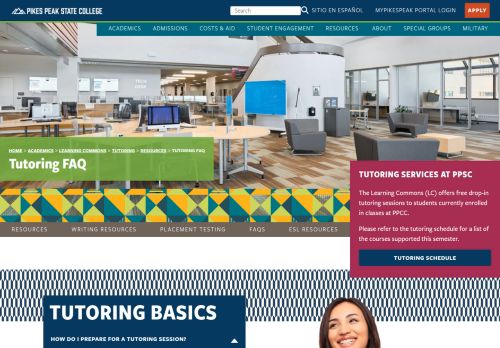 PIKES PEAK STATE COLLEGE
Search
SITIO EN ESPAÑOL
MYPIKESPEAK PORTAL LOGIN
APPLY
ACADEMICS ADMISSIONS COSTS & AID STUDENT ENGAGEMENT RESOURCES ABOUT SPECIAL GROUPS MILITARY
TECH
DESK
HOME > ACADEMICS > LEARNING COMMONS > TUTORING > RESOURCES > TUTORING FAQ
Tutoring FAQ
TUTORING SERVICES AT PPSC
The Learning Commons (LC) offers free drop-in
tutoring sessions to students currently enrolled
in classes at PPCC.
Please refer to the tutoring schedule for a list of
the courses supported this semester.
TUTORING SCHEDULE
RESOURCES WRITING RESOURCES PLACEMENT TESTING FAQS ESL RESOURCES
TUTORING BASICS
HOW DO I PREPARE FOR A TUTORING SESSION?